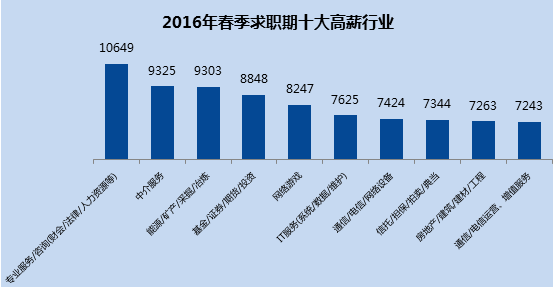 2016年春季求职期十大高薪行业
10649
9325
9303
8848
8247
7625
7424
7344
7263
7243
专业服务/咨询(财会/法律/人力资源等)
中介服务
能源/矿产/采掘/冶炼
基金/证券/期货/投资
网络游戏
IT服务(系统/数据/维护)
通信/电信/网络设备
信托/担保/拍卖/典当
房地产/建筑/建材/工程
通信/电信运营、增值服务